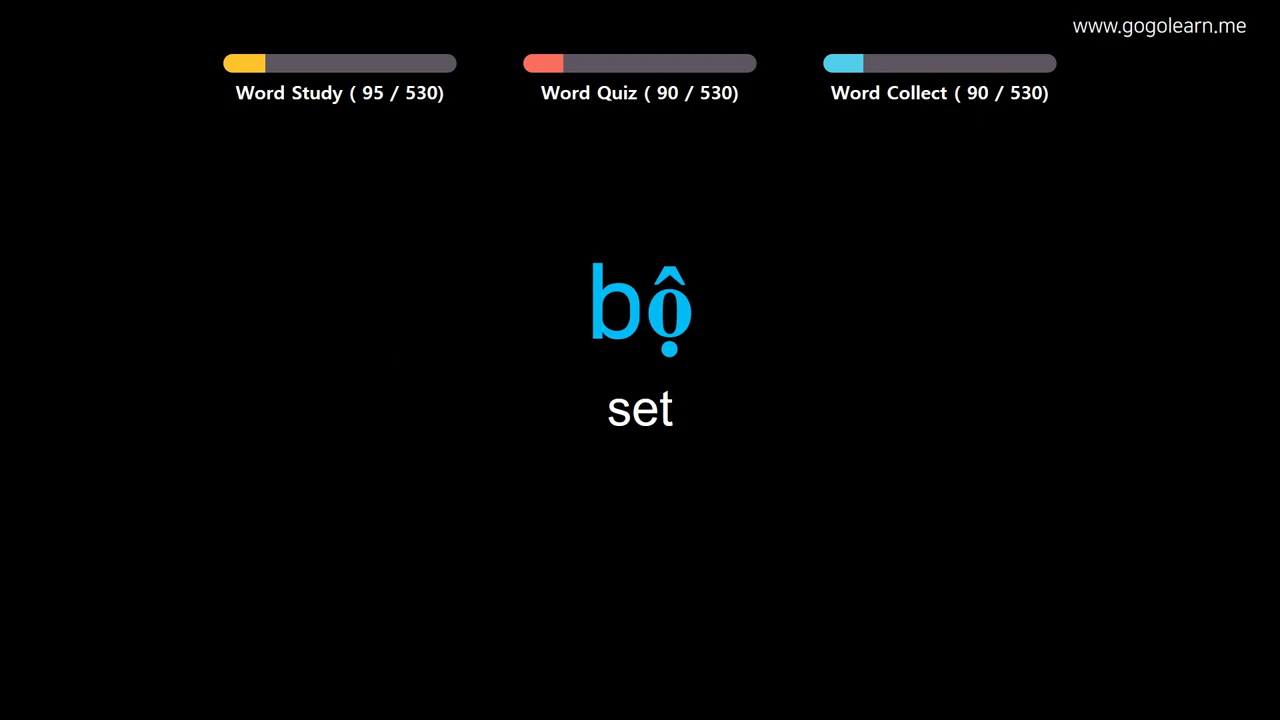 www.gogolearn.me
Word Study ( 95 / 530)
Word Quiz ( 90 / 530)
Word Collect ( 90 / 530)
bộ
set